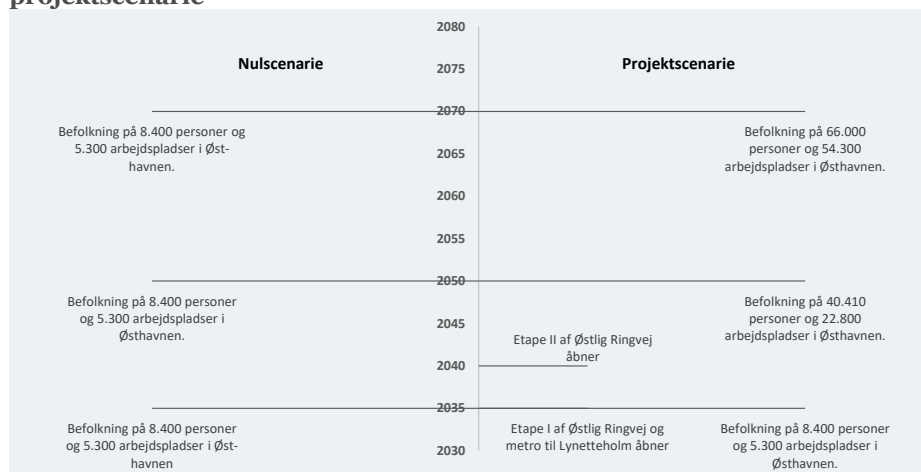 projektscenarie
2080
Nulscenarie
2075
Projektscenarie
2070
Befolkning på 8.400 personer og
5.300 arbejdspladser i Øst-
havnen.
2065
Befolkning på 66.000
personer og 54.300
arbejdspladser i Østhavnen.
2060
2055
2050
Befolkning på 8.400 personer
og 5.300 arbejdspladser i
Østhavnen.
2045
Befolkning på 40.410
personer og 22.800
arbejdspladser i Østhavnen.
Etape II af Østlig Ringvej
åbner
2040
2035
Befolkning på 8.400 personer
og 5.300 arbejdspladser i Øst-
havnen
Etape I af Østlig Ringvej og
metro til Lynetteholm åbner
Befolkning på 8.400 personer
og 5.300 arbejdspladser i
Østhavnen.
2030